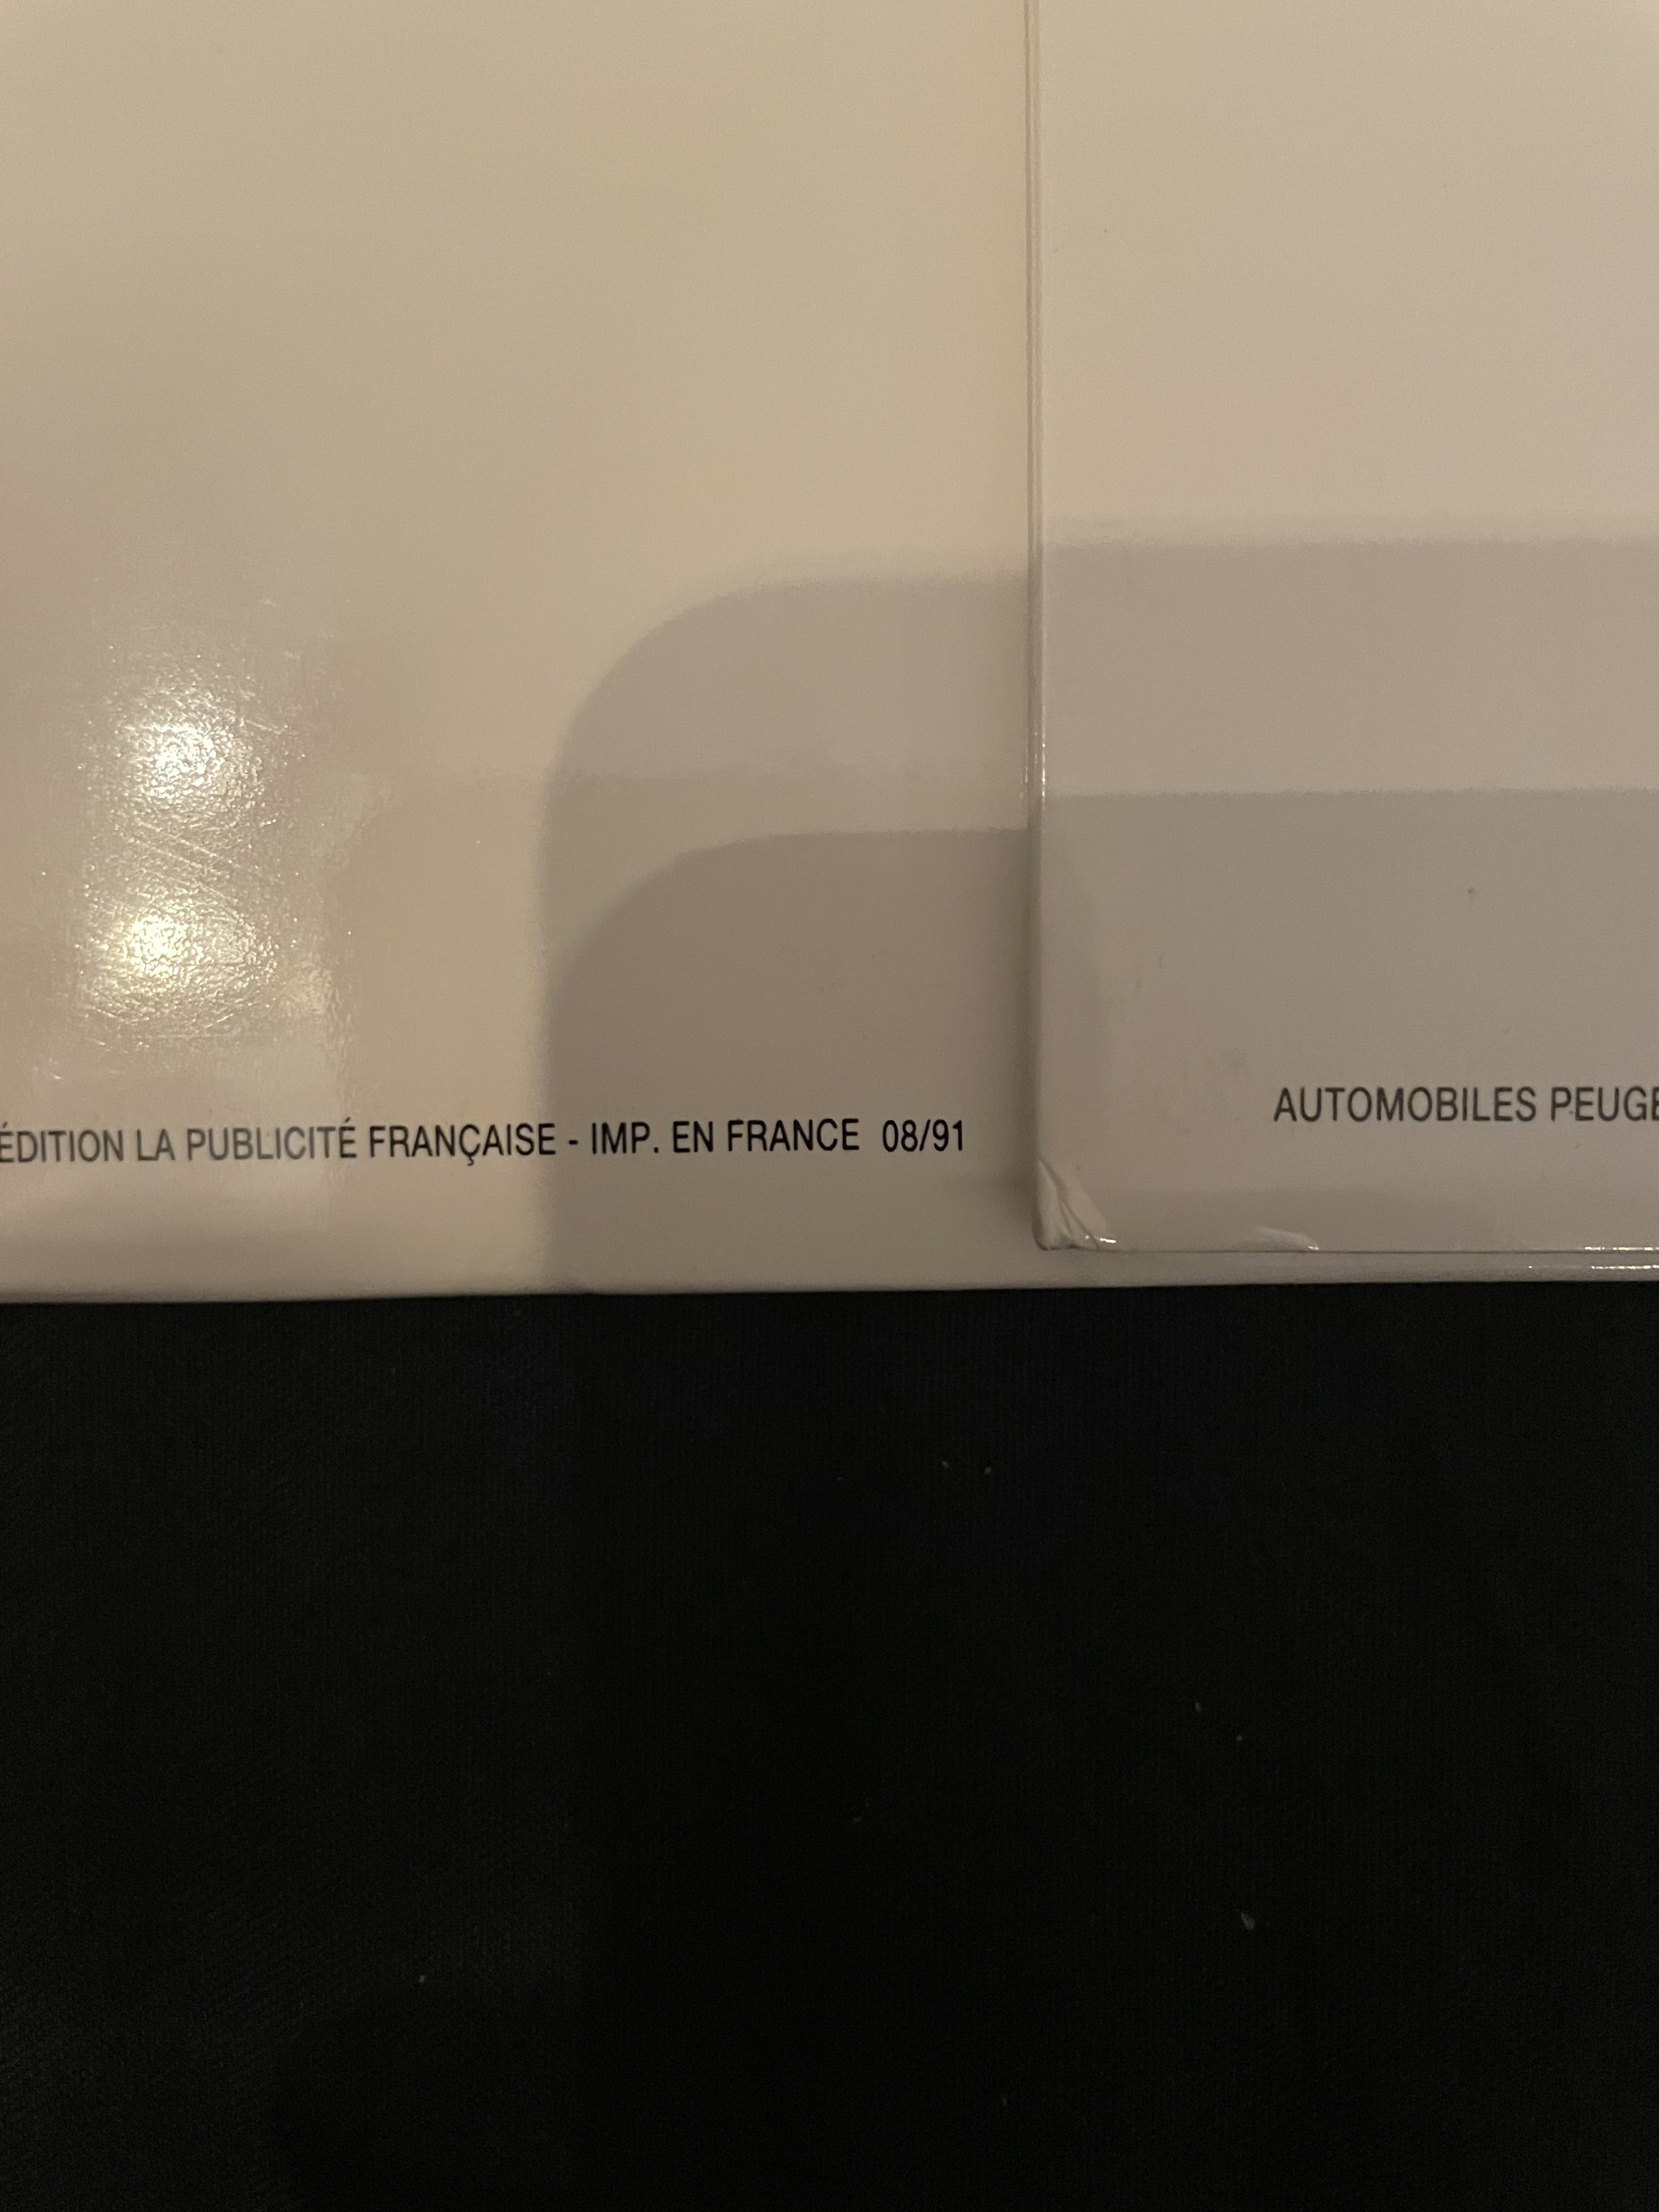 ÉDITION LA PUBLICITÉ FRANÇAISE - IMP. EN FRANCE 08/91
AUTOMOBILES PEUGE